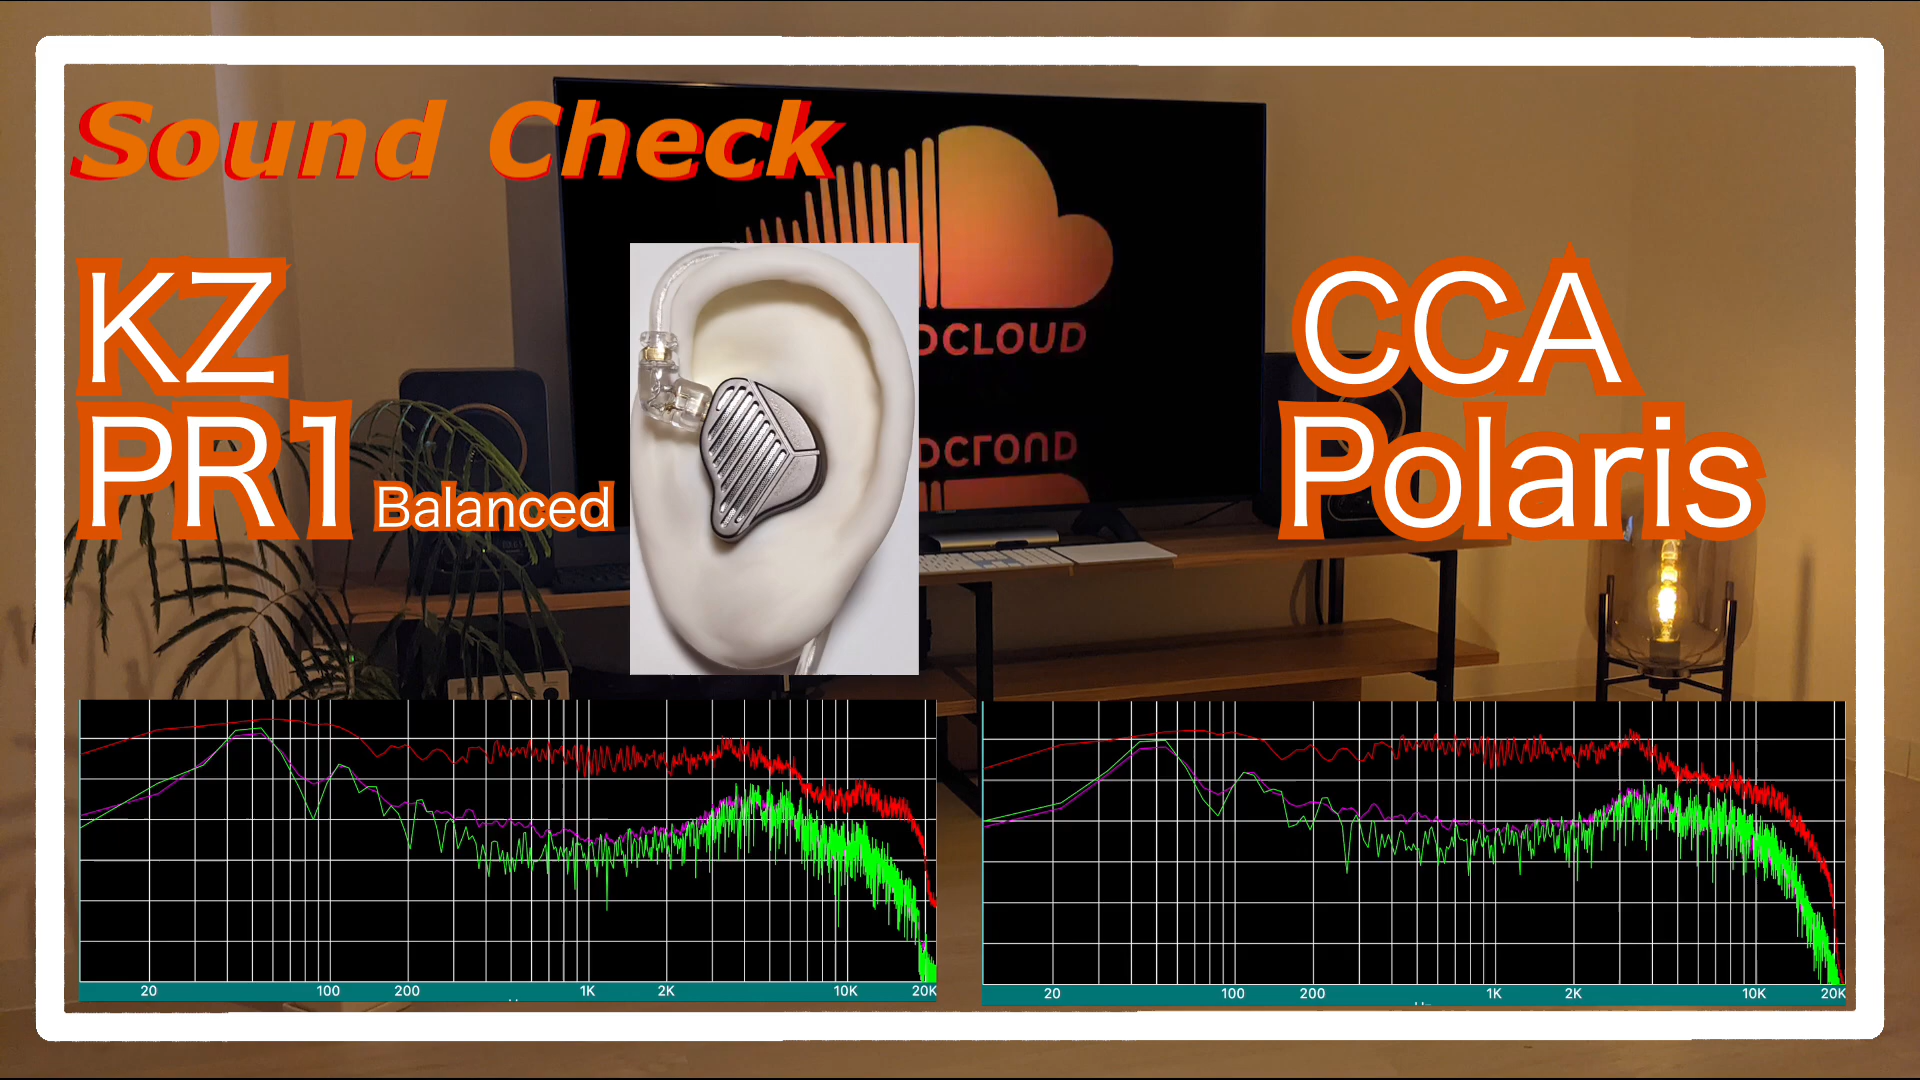 Sound Check
KZ
PR1 Balanced
DCLOUD
CCA
Polaris
20 100 200 1K 2K 10K 20K
20 100 200 1K 2K 10K 20K